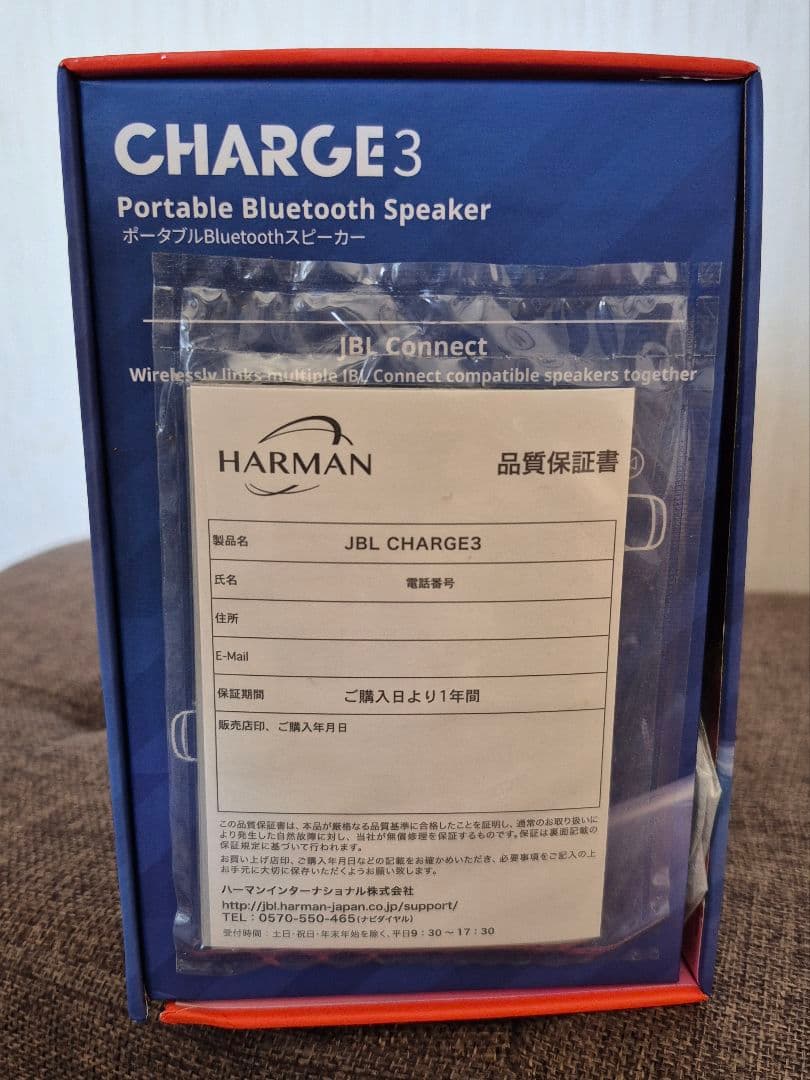 CHARGE3
Portable Bluetooth Speaker
ポータブルBluetoothスピーカー
JBL Connect
Wirelessly links multiple JBL Connect compatible speakers together
HARMAN
品質保証書
製品名 JBL CHARGE3
氏名 電話番号
住所
E-Mail
保証期間 ご購入日より1年間
販売店印、ご購入年月日
この品質保証書は、本品が厳格なる品質基準に合格したことを証明し、通常のお取り扱いに
より発生した自然故障に対し、当社が無償修理を保証するものです。保証は裏面記載の
保証規定に基づいて行われます。
お買い上げ店印、ご購入年月日などの記載をお確かめいただき、必要事項をご記入の上
お手元に大切に保存いただくようお願い致します。
ハーマンインターナショナル株式会社
http://jbl.harman-japan.co.jp/support/
TEL：0570-550-465(ナビダイヤル)
受付時間：土日・祝日・年末年始を除く、平日9：30～17：30